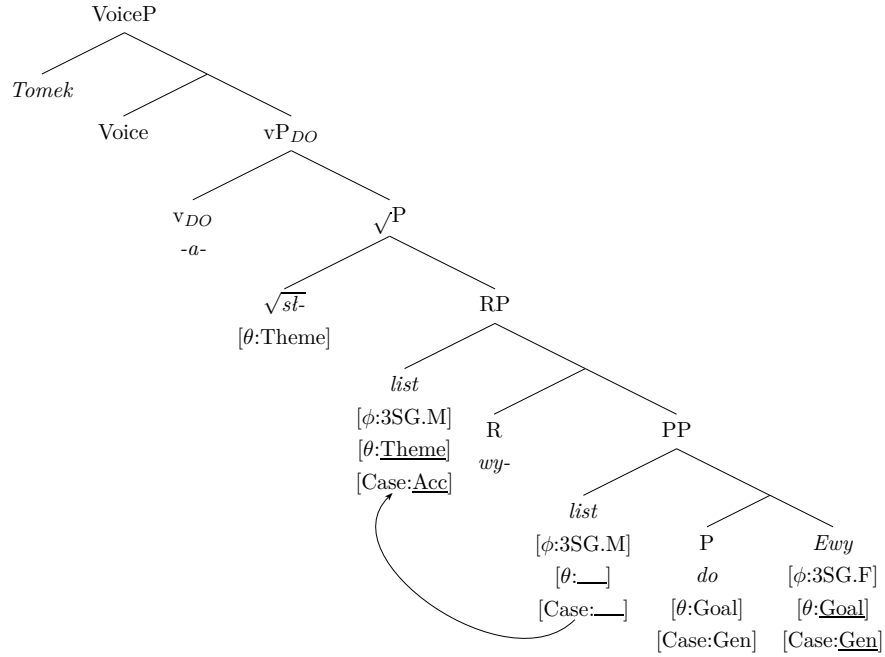 VoiceP
Tomek
Voice
vP_DO
v_DO
-a-
√P
√sł-
[θ:Theme]
RP
list
[ϕ:3SG.M]
[θ:Theme]
[Case:Acc]
R
wy-
PP
list
[ϕ:3SG.M]
[θ:__]
[Case:__]
P
do
[θ:Goal]
[Case:Gen]
Ewy
[ϕ:3SG.F]
[θ:Goal]
[Case:Gen]